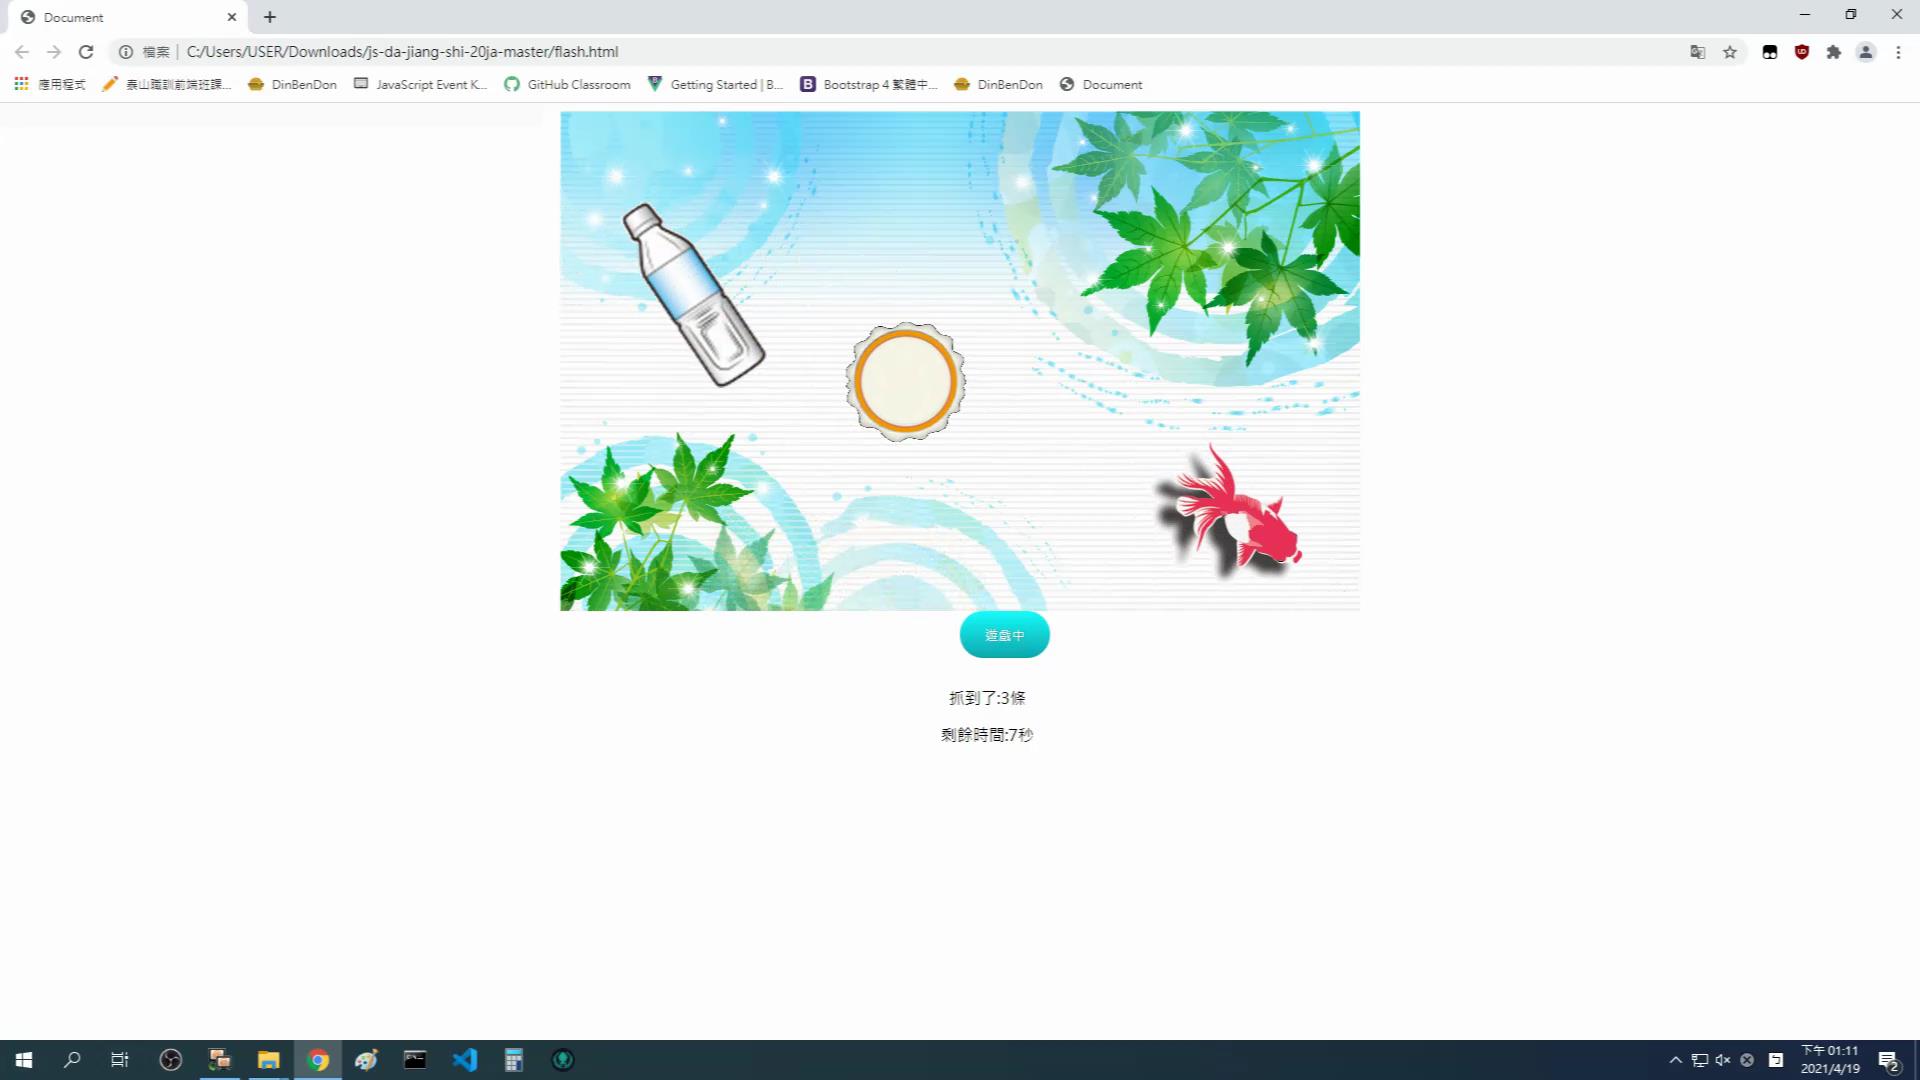 Document
檔案 | C:/Users/USER/Downloads/js-da-jiang-shi-20ja-master/flash.html
應用程式 泰山職訓前端班課... DinBenDon JavaScript Event K... GitHub Classroom Getting Started | B... Bootstrap 4 繁體中... DinBenDon Document
遊戲中
抓到了:3條
剩餘時間:7秒
下午 01:11
2021/4/19
2